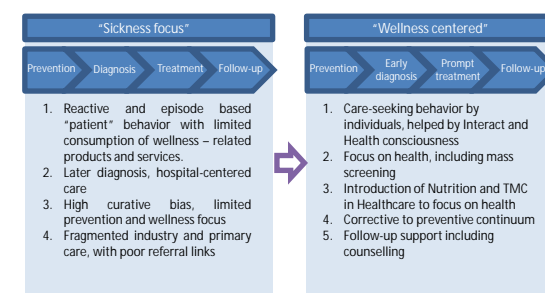 "Sickness focus"
Prevention Diagnosis Treatment Follow-up
1. Reactive and episode based
"patient" behavior with limited
consumption of wellness – related
products and services.
2. Later diagnosis, hospital-centered
care
3. High curative bias, limited
prevention and wellness focus
4. Fragmented industry and primary
care, with poor referral links
"Wellness centered"
Prevention Early diagnosis Prompt treatment Follow-up
1. Care-seeking behavior by
individuals, helped by Interact and
Health consciousness
2. Focus on health, including mass
screening
3. Introduction of Nutrition and TMC
in Healthcare to focus on health
4. Corrective to preventive continuum
5. Follow-up support including
counselling